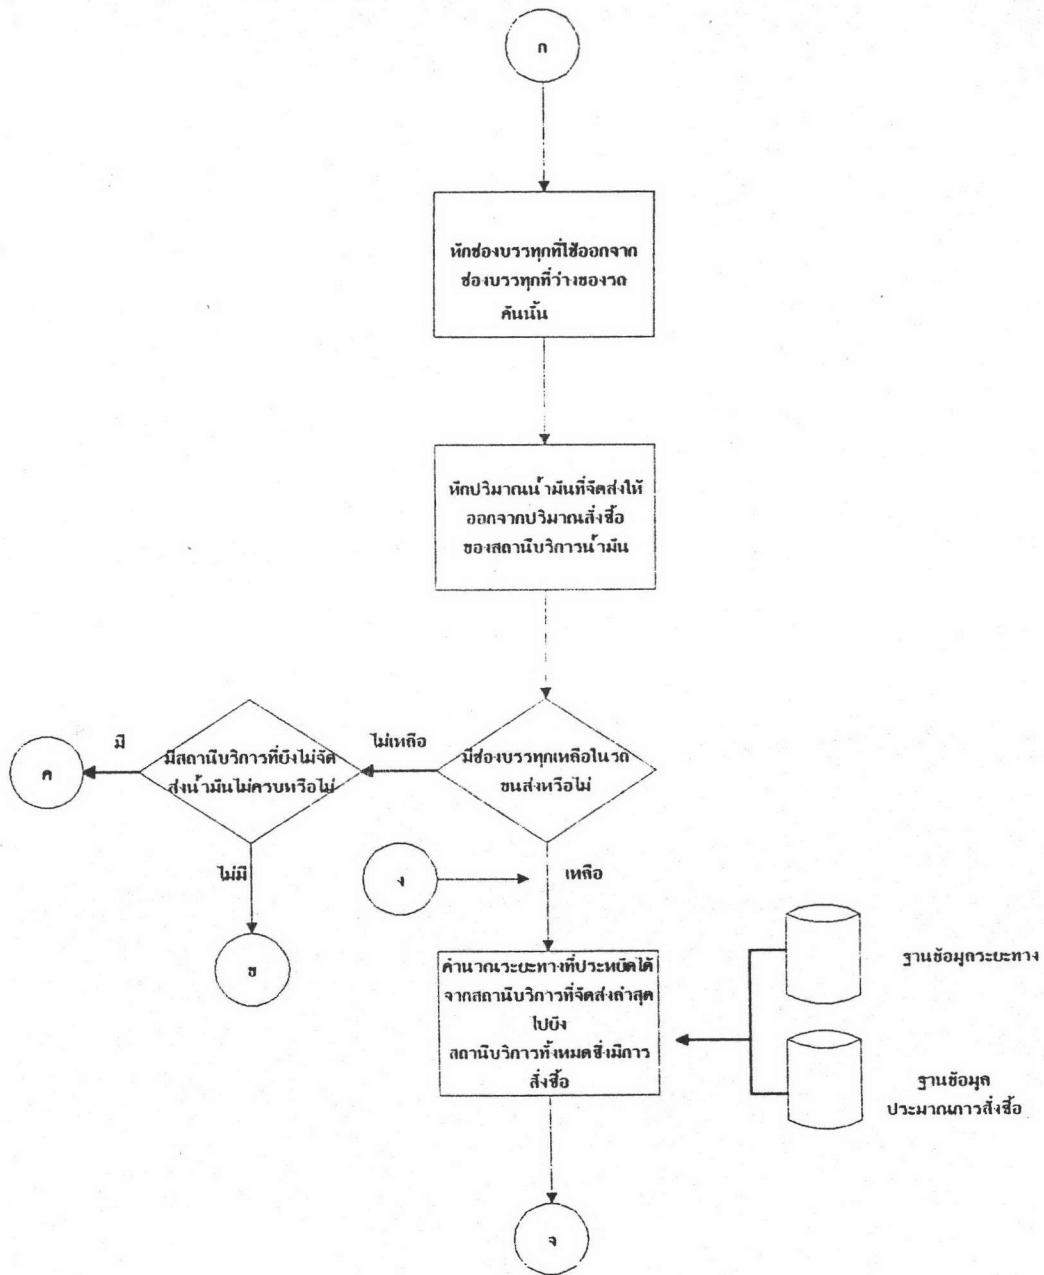 ก
หักช่องบรรทุกที่ใช้ออกจาก
ช่องบรรทุกที่ว่างของรถ
คันนั้น
หักปริมาณน้ำมันที่จัดส่งให้
ออกจากปริมาณสั่งซื้อ
ของสถานีบริการน้ำมัน
มีช่องบรรทุกเหลือในรถ
ขนส่งหรือไม่
ไม่เหลือ
มีสถานีบริการที่ยังไม่จัด
ส่งน้ำมันไม่ครบหรือไม่
มี
ค
ไม่มี
ข
เหลือ
ง
คำนวณระยะทางที่ประหยัดได้
จากสถานีบริการที่จัดส่งล่าสุด
ไปยัง
สถานีบริการทั้งหมดซึ่งมีการ
สั่งซื้อ
ฐานข้อมูลระยะทาง
ฐานข้อมูล
ประมาณการสั่งซื้อ
จ